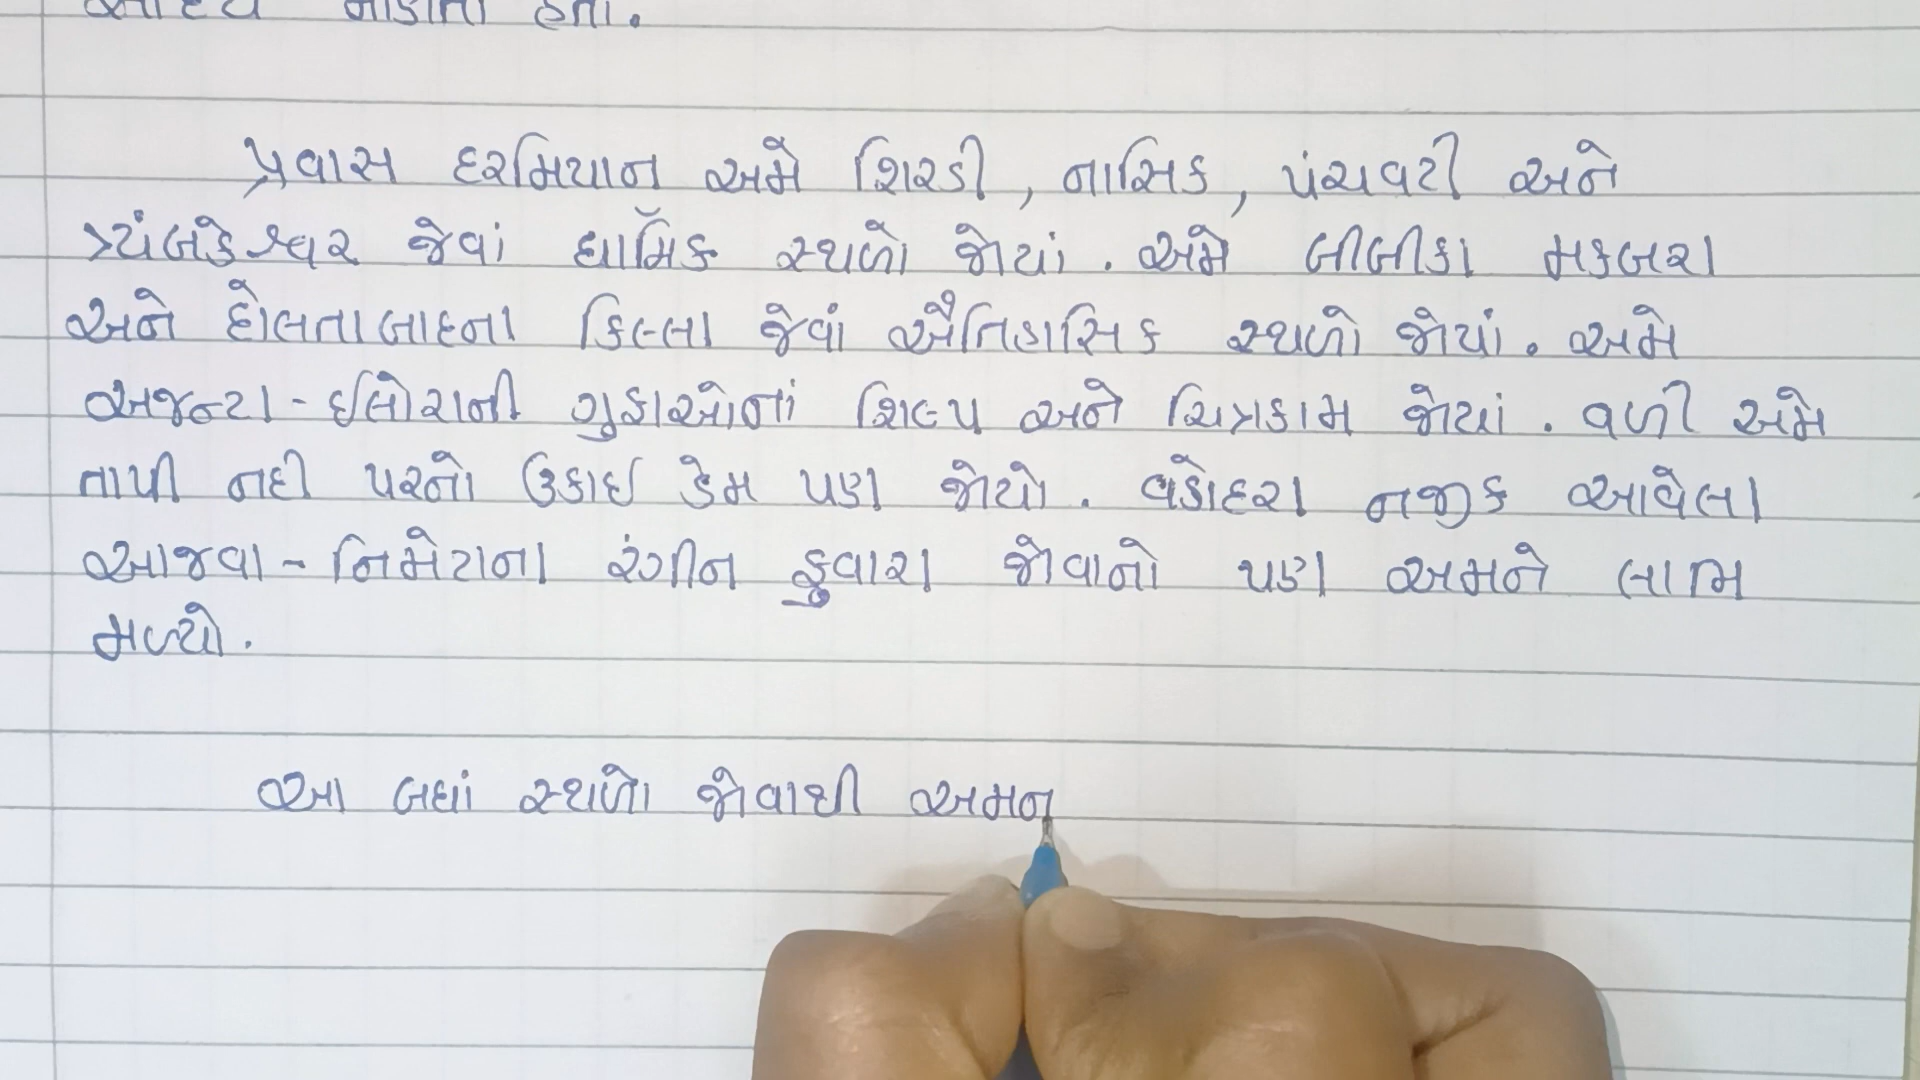 હતા.
પ્રવાસ દરમિયાન અમે શિરડી, નાસિક, પંચવટી અને
ત્ર્યંબકેશ્વર જેવાં ધાર્મિક સ્થળો જોયાં. અમે બીબીકા મકબરા
અને દોલતાબાદના કિલ્લા જેવાં ઐતિહાસિક સ્થળો જોયાં. અમે
અજન્ટા - ઈલોરાની ગુફાઓનાં શિલ્પ અને ચિત્રકામ જોયાં. વળી અમે
તાપી નદી પરનો ઉકાઈ ડેમ પણ જોયો. વડોદરા નજીક આવેલા
આજવા - નિમેટાના રંગીન ફુવારા જોવાનો પણ અમને લાભ
મળ્યો.
આ બધાં સ્થળો જોવાથી અમન